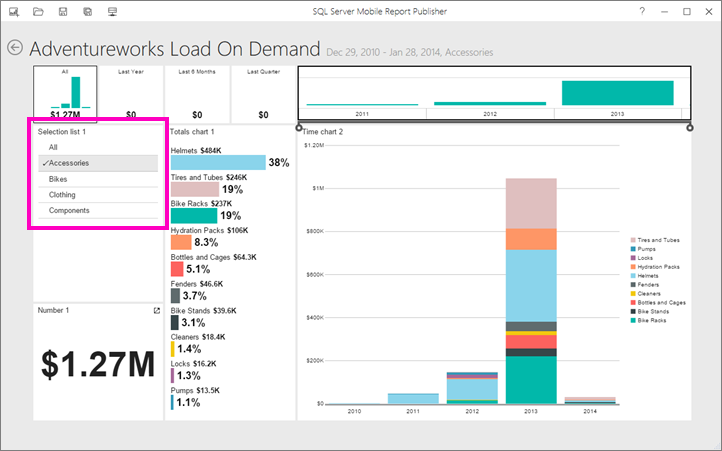 SQL Server Mobile Report Publisher
Adventureworks Load On Demand Dec 29, 2010 - Jan 28, 2014, Accessories
All
$1.27M
Last Year
$0
Last 6 Months
$0
Last Quarter
$0
2011 2012 2013
Selection list 1
All
✓Accessories
Bikes
Clothing
Components
Number 1
$1.27M
Totals chart 1
Helmets $484K
38%
Tires and Tubes $246K
19%
Bike Racks $237K
19%
Hydration Packs $106K
8.3%
Bottles and Cages $64.3K
5.1%
Fenders $46.6K
3.7%
Bike Stands $39.6K
3.1%
Cleaners $18.4K
1.4%
Locks $16.2K
1.3%
Pumps $13.5K
1.1%
Time chart 2
$1.20M
$1M
$800K
$600K
$400K
$200K
$0
2010 2011 2012 2013 2014
Tires and Tubes
Pumps
Locks
Hydration Packs
Helmets
Fenders
Cleaners
Bottles and Cages
Bike Stands
Bike Racks